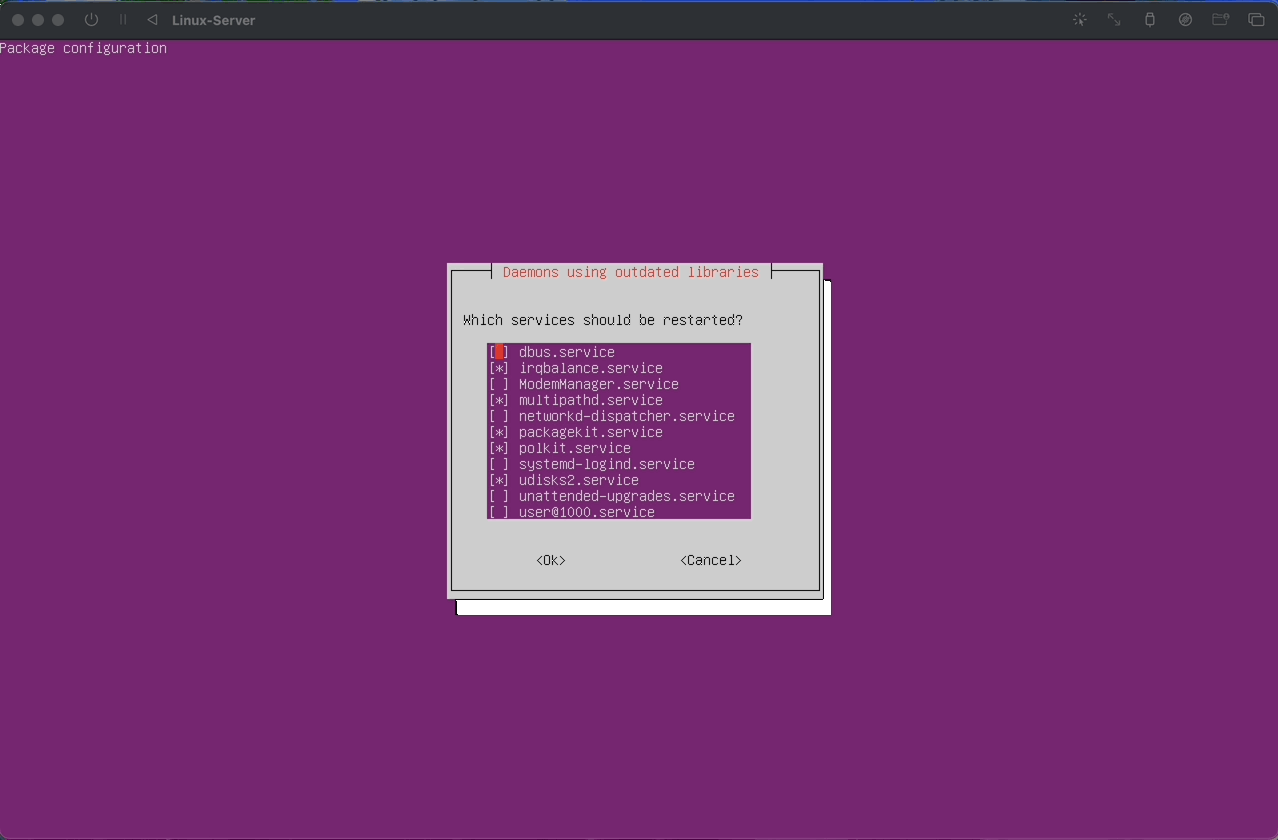 Linux-Server
Package configuration
Daemons using outdated libraries
Which services should be restarted?
[ ] dbus.service
[*] irqbalance.service
[ ] ModemManager.service
[*] multipathd.service
[ ] networkd-dispatcher.service
[*] packagekit.service
[*] polkit.service
[ ] systemd-logind.service
[*] udisks2.service
[ ] unattended-upgrades.service
[ ] user@1000.service
<Ok> <Cancel>